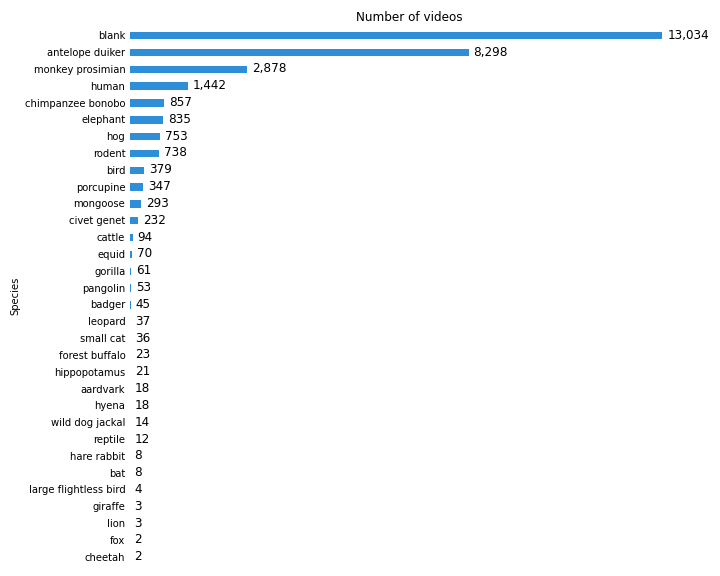 Number of videos
blank 13,034
antelope duiker 8,298
monkey prosimian 2,878
human 1,442
chimpanzee bonobo 857
elephant 835
hog 753
rodent 738
bird 379
porcupine 347
mongoose 293
civet genet 232
cattle 94
equid 70
gorilla 61
pangolin 53
badger 45
leopard 37
small cat 36
forest buffalo 23
hippopotamus 21
aardvark 18
hyena 18
wild dog jackal 14
reptile 12
hare rabbit 8
bat 8
large flightless bird 4
giraffe 3
lion 3
fox 2
cheetah 2
Species